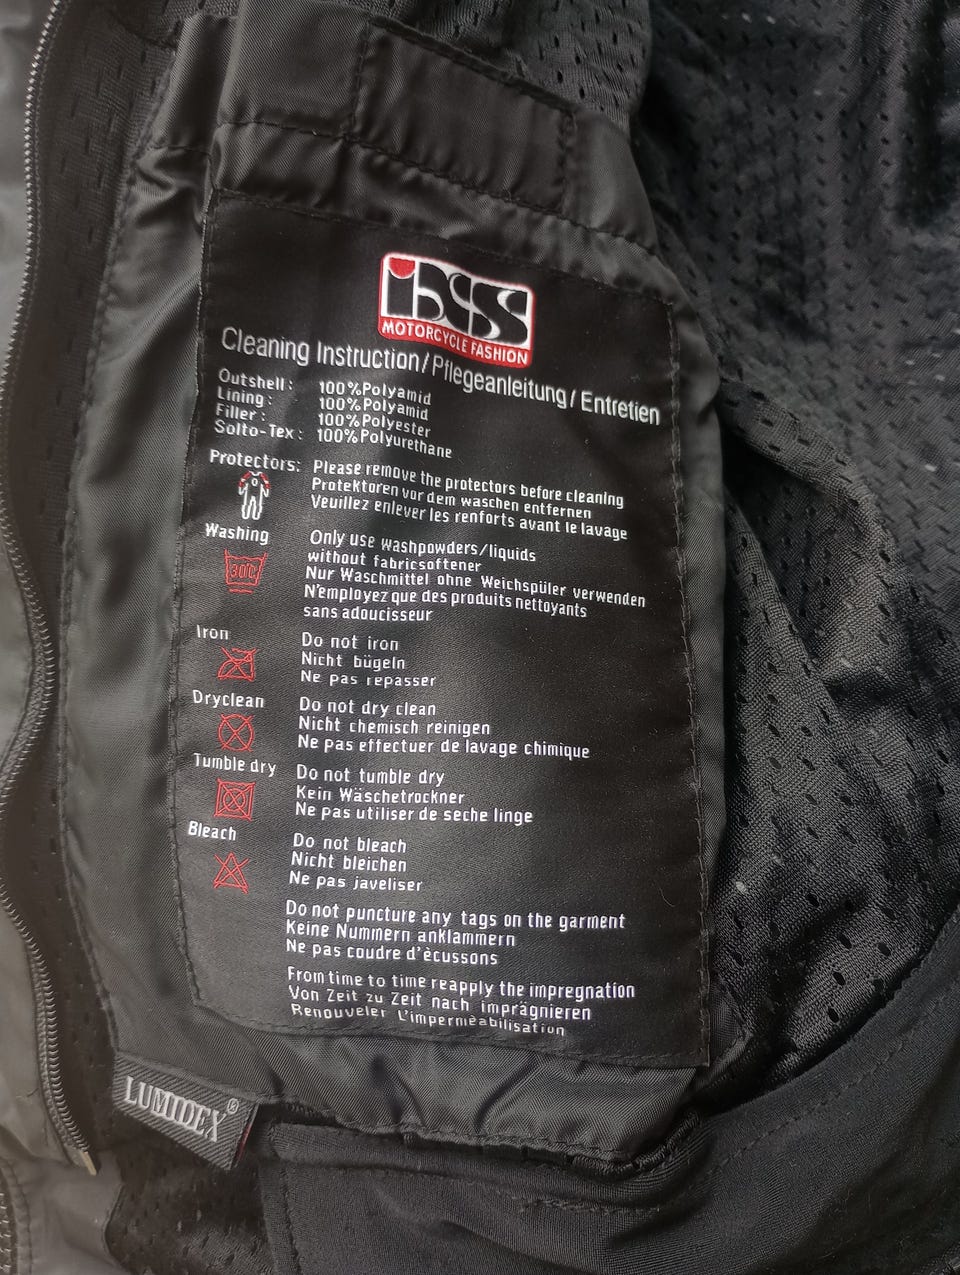 ixs
MOTORCYCLE FASHION
Cleaning Instruction / Pflegeanleitung / Entretien
Outshell: 100%Polyamid
Lining: 100%Polyamid
Filler: 100%Polyester
Solto-Tex: 100%Polyurethane
Protectors: Please remove the protectors before cleaning
Protektoren vor dem waschen entfernen
Veuillez enlever les renforts avant le lavage
Washing Only use washpowders/liquids
without fabricsoftener
30°C Nur Waschmittel ohne Weichspüler verwenden
N'employez que des produits nettoyants
sans adoucisseur
Iron Do not iron
Nicht bügeln
Ne pas repasser
Dryclean Do not dry clean
Nicht chemisch reinigen
Ne pas effectuer de lavage chimique
Tumble dry Do not tumble dry
Kein Wäschetrockner
Ne pas utiliser de seche linge
Bleach Do not bleach
Nicht bleichen
Ne pas javeliser
Do not puncture any tags on the garment
Keine Nummern anklammern
Ne pas coudre d'ècussons
From time to time reapply the impregnation
Von Zeit zu Zeit nach imprägnieren
Renouveler L'impermèabilisation
LUMIDEX®